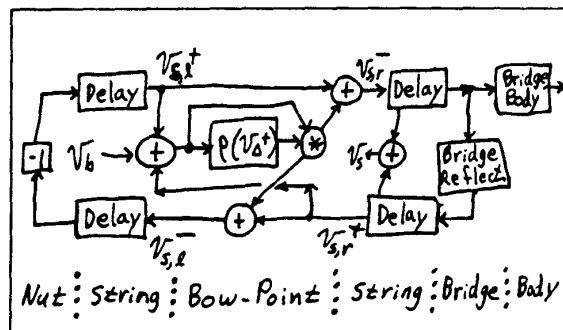 V_{s,l}^+
V_{s,r}^-
Delay
+
Delay
Bridge
Body
-1
V_b
+
ρ(V_Δ^+)
*
V_s
+
Bridge
Reflect
Delay
+
Delay
V_{s,l}^-
V_{s,r}^+
Nut String Bow-Point String Bridge Body